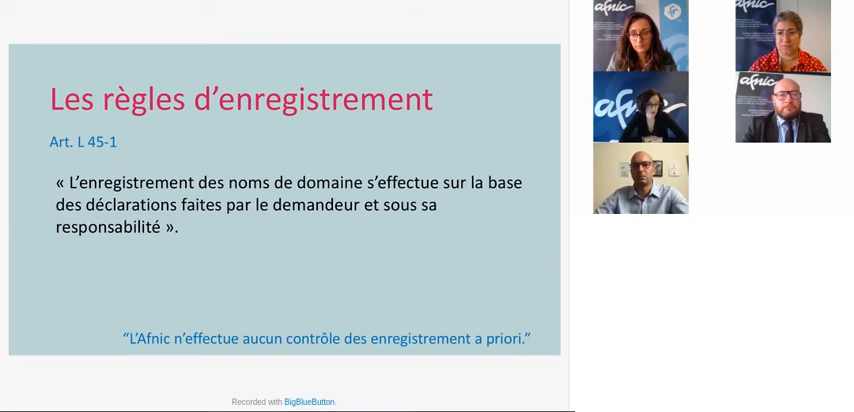 Les règles d’enregistrement
Art. L 45-1
« L’enregistrement des noms de domaine s’effectue sur la base
des déclarations faites par le demandeur et sous sa
responsabilité ».
“L’Afnic n’effectue aucun contrôle des enregistrement a priori.”
Recorded with BigBlueButton.
afnic
afnic
afnic